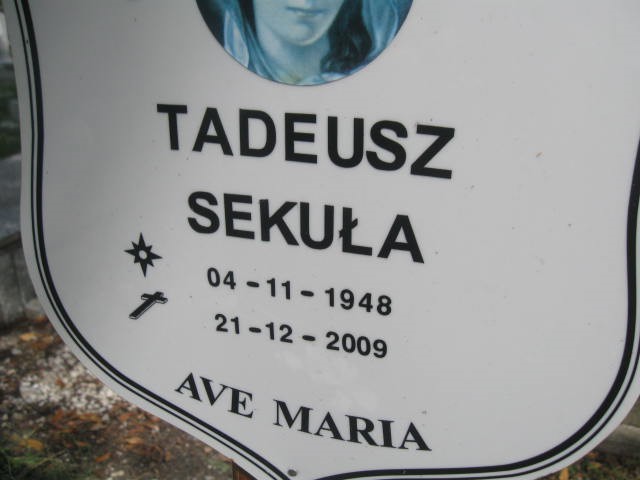 TADEUSZ
SEKUŁA
04-11-1948
21-12-2009
AVE MARIA